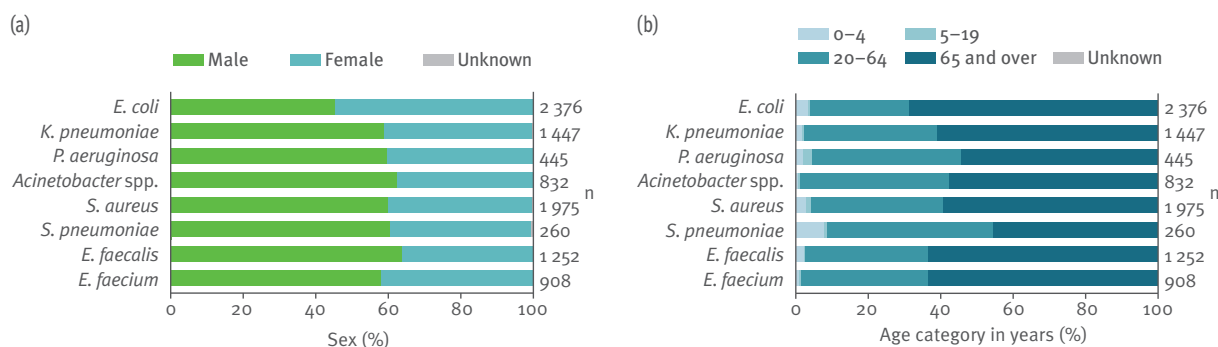 (a)
Male Female Unknown
E. coli 2 376
K. pneumoniae 1 447
P. aeruginosa 445
Acinetobacter spp. 832
n
S. aureus 1 975
S. pneumoniae 260
E. faecalis 1 252
E. faecium 908
0 20 40 60 80 100
Sex (%)
(b)
0–4 5–19
20–64 65 and over Unknown
E. coli 2 376
K. pneumoniae 1 447
P. aeruginosa 445
Acinetobacter spp. 832
n
S. aureus 1 975
S. pneumoniae 260
E. faecalis 1 252
E. faecium 908
0 20 40 60 80 100
Age category in years (%)